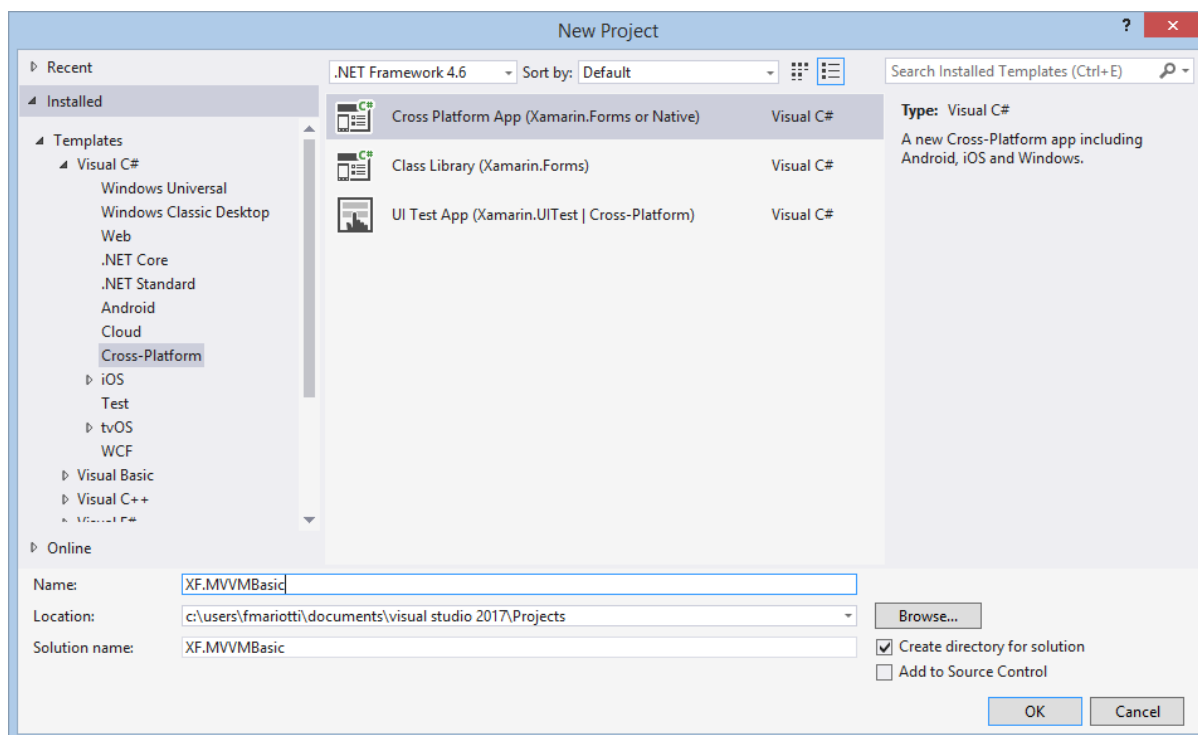 New Project
?
Recent
Installed
Templates
Visual C#
Windows Universal
Windows Classic Desktop
Web
.NET Core
.NET Standard
Android
Cloud
Cross-Platform
iOS
Test
tvOS
WCF
Visual Basic
Visual C++
Online
.NET Framework 4.6 Sort by: Default
C# Cross Platform App (Xamarin.Forms or Native) Visual C#
C# Class Library (Xamarin.Forms) Visual C#
UI Test App (Xamarin.UITest | Cross-Platform) Visual C#
Search Installed Templates (Ctrl+E)
Type: Visual C#
A new Cross-Platform app including
Android, iOS and Windows.
Name: XF.MVVMBasic
Location: c:\users\fmariotti\documents\visual studio 2017\Projects Browse...
Solution name: XF.MVVMBasic
Create directory for solution
Add to Source Control
OK Cancel